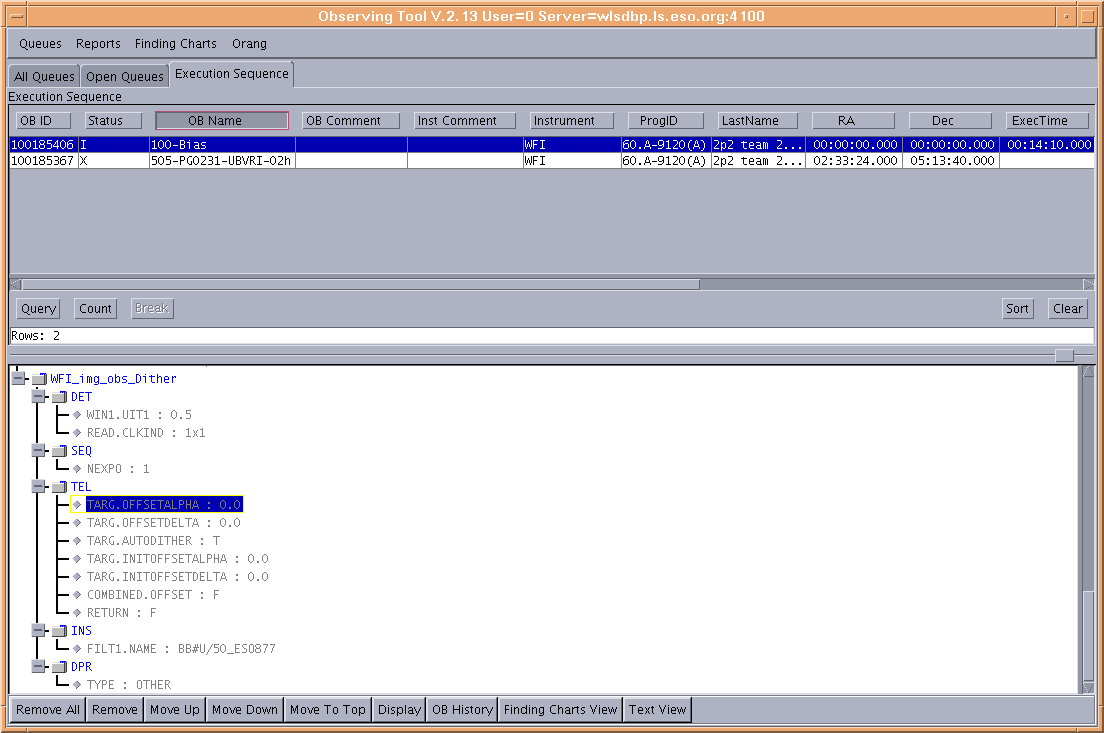 Observing Tool V.2.13 User=0 Server=wlsdbp.ls.eso.org:4100
Queues Reports Finding Charts Orang
All Queues Open Queues Execution Sequence
Execution Sequence
OB ID Status OB Name OB Comment Inst Comment Instrument ProgID LastName RA Dec ExecTime
100185406 I 100-Bias WFI 60.A-9120(A) 2p2 team 2... 00:00:00.000 00:00:00.000 00:14:10.000
100185367 X 505-PG0231-UBVRI-02h WFI 60.A-9120(A) 2p2 team 2... 02:33:24.000 05:13:40.000
Query Count Break Sort Clear
Rows: 2
WFI_img_obs_Dither
DET
WIN1.UIT1 : 0.5
READ.CLKIND : 1x1
SEQ
NEXPO : 1
TEL
TARG.OFFSETALPHA : 0.0
TARG.OFFSETDELTA : 0.0
TARG.AUTODITHER : T
TARG.INITOFFSETALPHA : 0.0
TARG.INITOFFSETDELTA : 0.0
COMBINED.OFFSET : F
RETURN : F
INS
FILT1.NAME : BB#U/50_ESO877
DPR
TYPE : OTHER
Remove All Remove Move Up Move Down Move To Top Display OB History Finding Charts View Text View